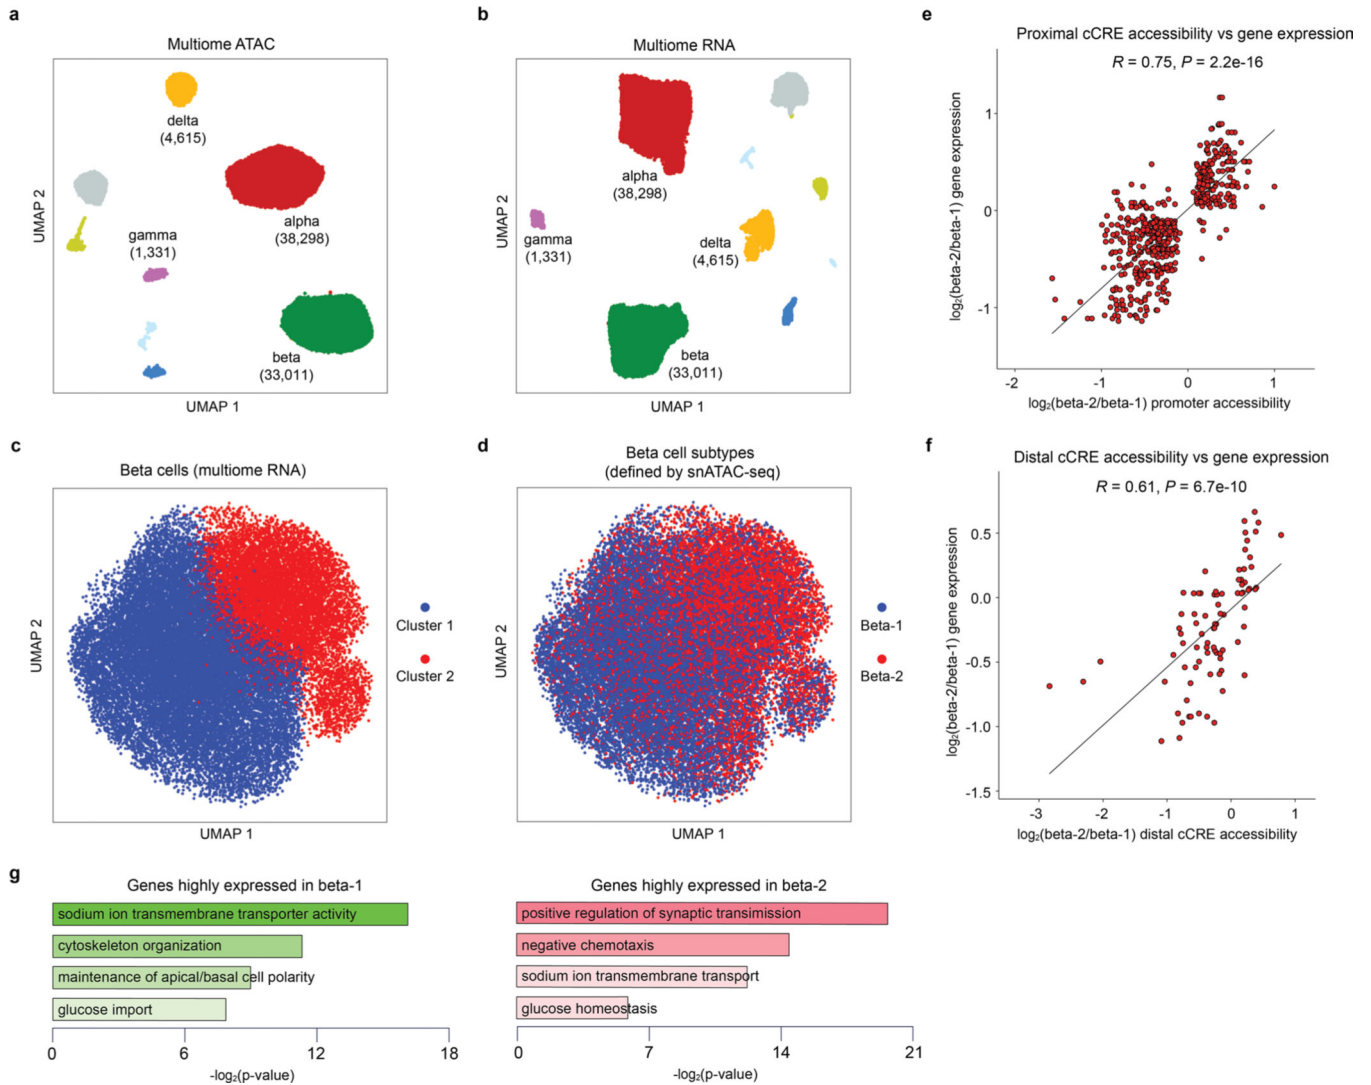 a
Multiome ATAC
delta
(4,615)
alpha
(38,298)
gamma
(1,331)
beta
(33,011)
UMAP 2
UMAP 1
b
Multiome RNA
alpha
(38,298)
gamma
(1,331)
delta
(4,615)
beta
(33,011)
UMAP 2
UMAP 1
e
Proximal cCRE accessibility vs gene expression
R = 0.75, P = 2.2e-16
log₂(beta-2/beta-1) gene expression
1
0
-1
-2
-1
0
1
log₂(beta-2/beta-1) promoter accessibility
c
Beta cells (multiome RNA)
UMAP 2
UMAP 1
Cluster 1
Cluster 2
d
Beta cell subtypes
(defined by snATAC-seq)
UMAP 2
UMAP 1
Beta-1
Beta-2
f
Distal cCRE accessibility vs gene expression
R = 0.61, P = 6.7e-10
log₂(beta-2/beta-1) gene expression
0.5
0.0
-0.5
-1.0
-1.5
-3
-2
-1
0
1
log₂(beta-2/beta-1) distal cCRE accessibility
g
Genes highly expressed in beta-1
sodium ion transmembrane transporter activity
cytoskeleton organization
maintenance of apical/basal cell polarity
glucose import
0
6
12
18
-log₂(p-value)
Genes highly expressed in beta-2
positive regulation of synaptic transimission
negative chemotaxis
sodium ion transmembrane transport
glucose homeostasis
0
7
14
21
-log₂(p-value)